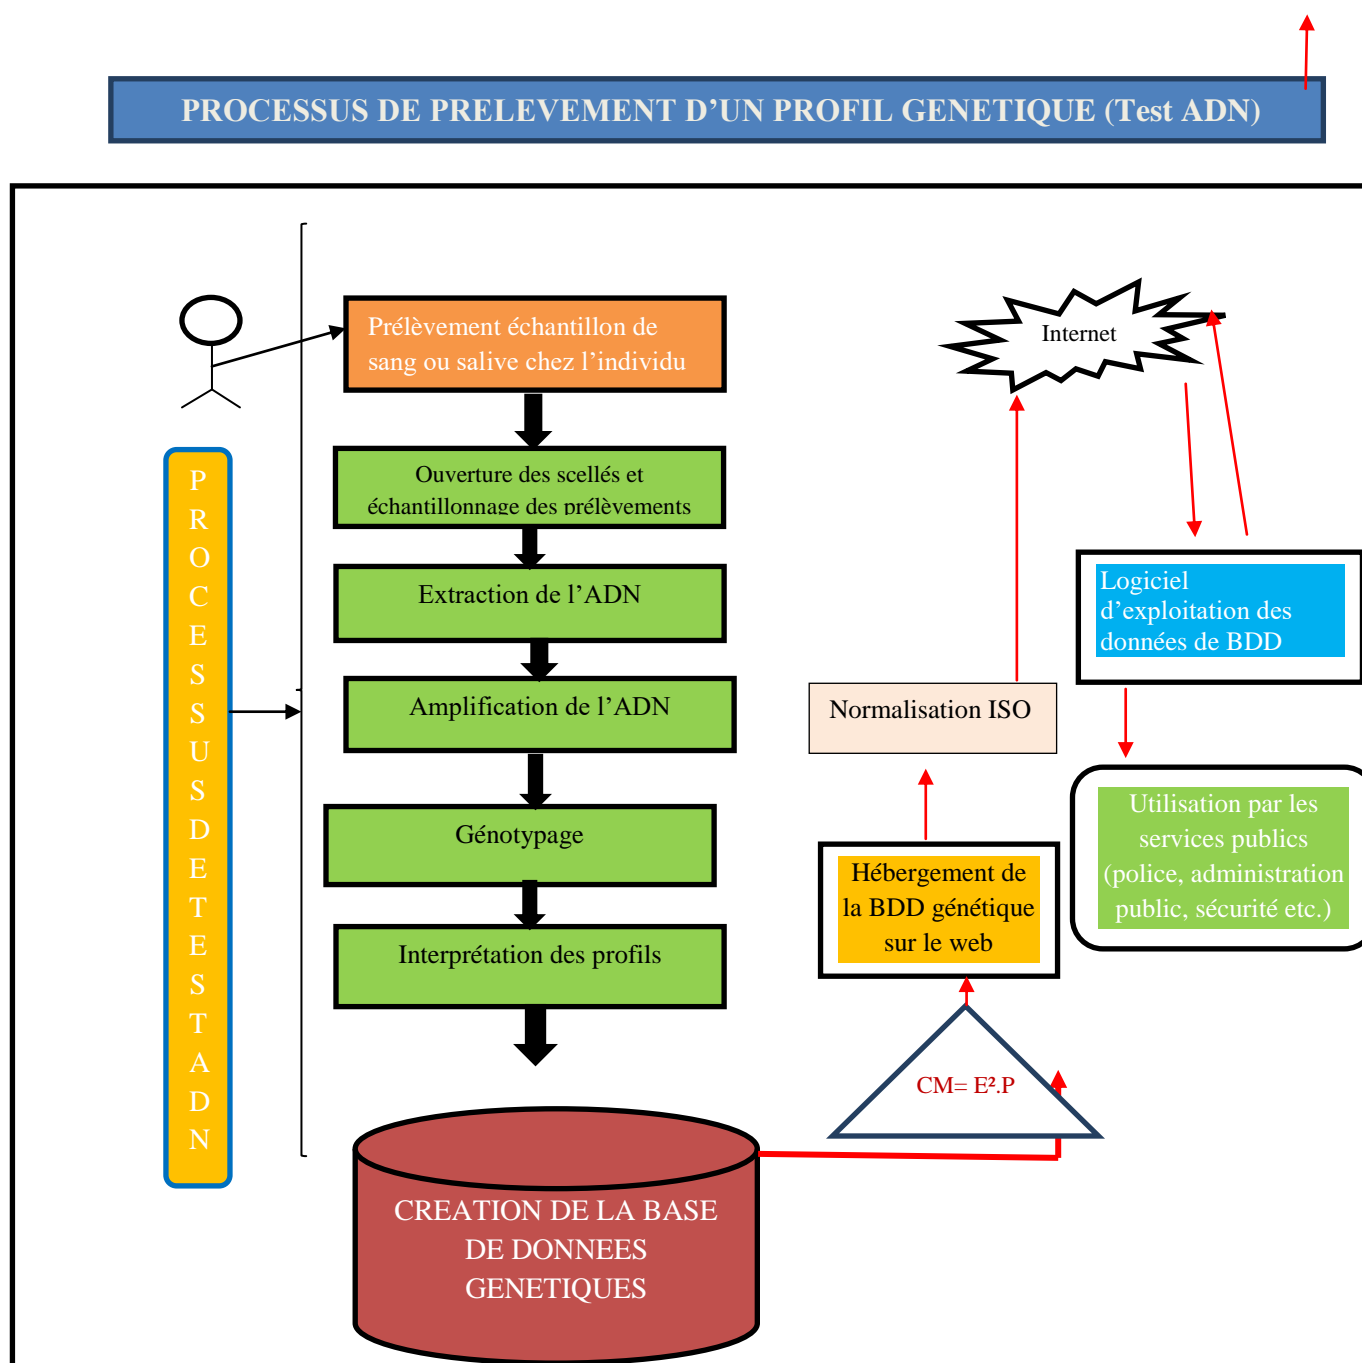 PROCESSUS DE PRELEVEMENT D’UN PROFIL GENETIQUE (Test ADN)
Prélèvement échantillon de
sang ou salive chez l’individu
Ouverture des scellés et
échantillonnage des prélèvements
Extraction de l’ADN
Amplification de l’ADN
Génotypage
Interprétation des profils
CREATION DE LA BASE
DE DONNEES
GENETIQUES
P
R
O
C
E
S
S
U
S
D
E
T
E
S
T
A
D
N
Internet
Logiciel
d’exploitation des
données de BDD
Normalisation ISO
Utilisation par les
services publics
(police, administration
public, sécurité etc.)
Hébergement de
la BDD génétique
sur le web
CM= E².P